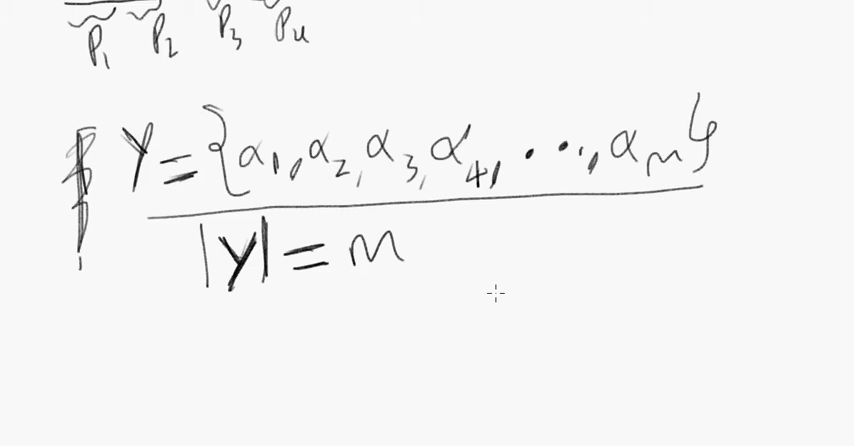 P₁ P₂ P₃ P₄
Y = {α₁, α₂, α₃, α₄, ..., αₘ}
|Y| = m